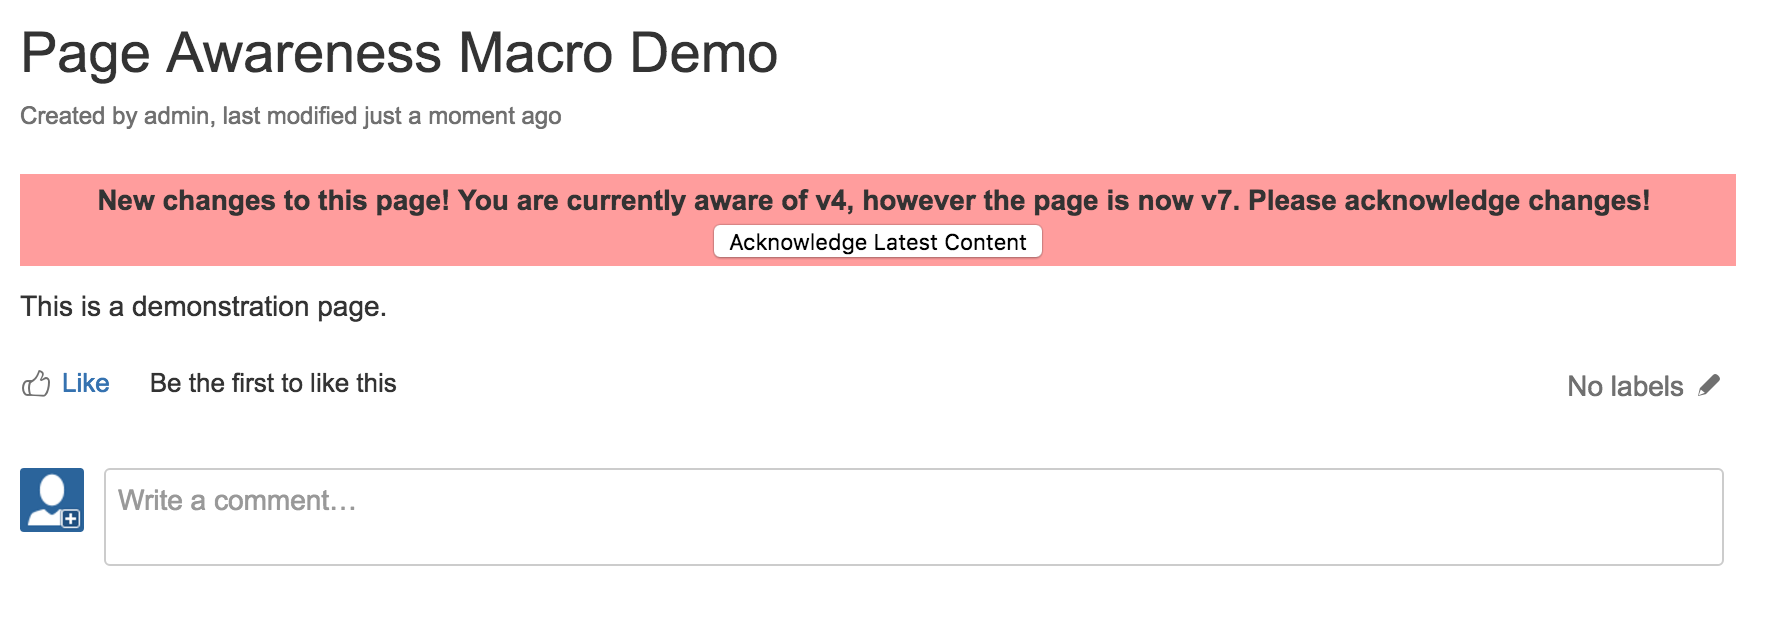 Page Awareness Macro Demo
Created by admin, last modified just a moment ago
New changes to this page! You are currently aware of v4, however the page is now v7. Please acknowledge changes!
Acknowledge Latest Content
This is a demonstration page.
Like Be the first to like this No labels
Write a comment…